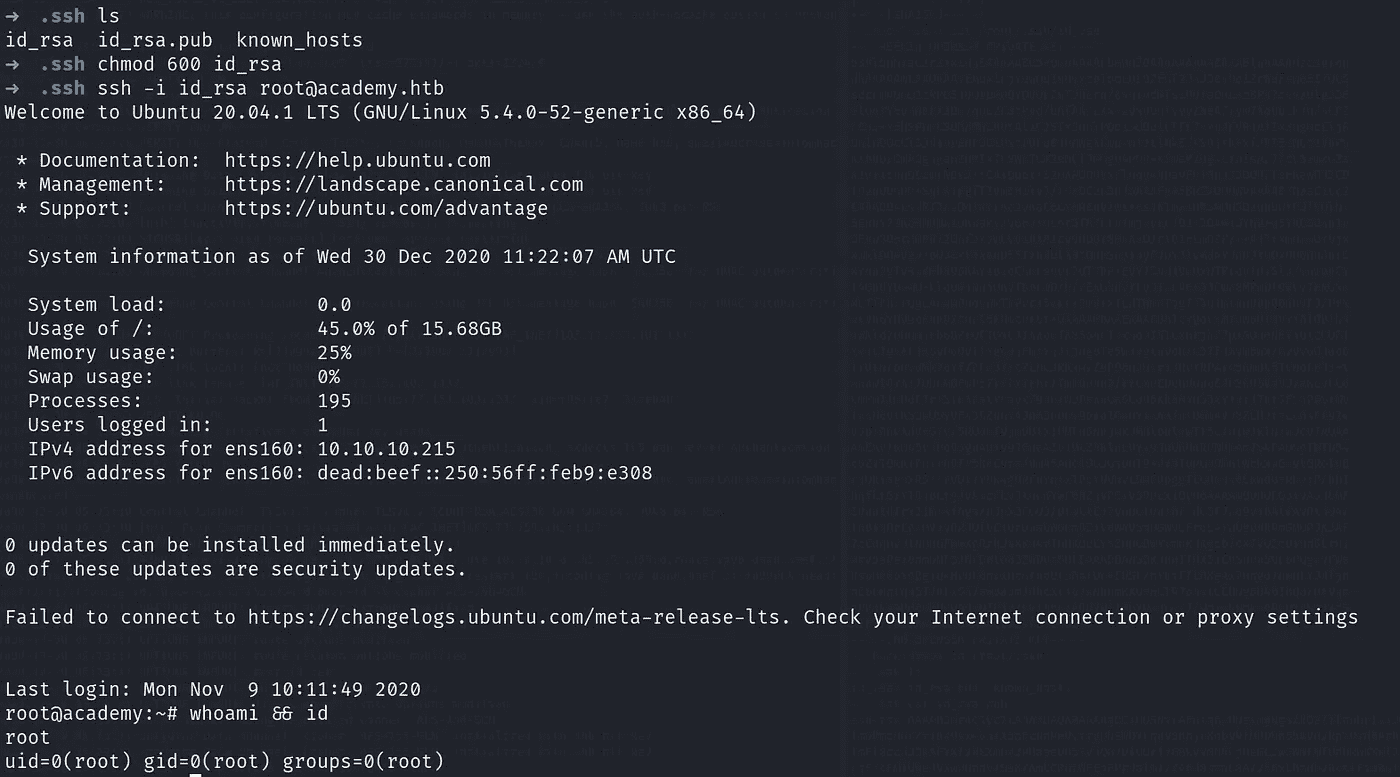 → .ssh ls
id_rsa id_rsa.pub known_hosts
→ .ssh chmod 600 id_rsa
→ .ssh ssh -i id_rsa root@academy.htb
Welcome to Ubuntu 20.04.1 LTS (GNU/Linux 5.4.0-52-generic x86_64)
* Documentation: https://help.ubuntu.com
* Management: https://landscape.canonical.com
* Support: https://ubuntu.com/advantage
System information as of Wed 30 Dec 2020 11:22:07 AM UTC
System load: 0.0
Usage of /: 45.0% of 15.68GB
Memory usage: 25%
Swap usage: 0%
Processes: 195
Users logged in: 1
IPv4 address for ens160: 10.10.10.215
IPv6 address for ens160: dead:beef::250:56ff:feb9:e308
0 updates can be installed immediately.
0 of these updates are security updates.
Failed to connect to https://changelogs.ubuntu.com/meta-release-lts. Check your Internet connection or proxy settings
Last login: Mon Nov 9 10:11:49 2020
root@academy:~# whoami && id
root
uid=0(root) gid=0(root) groups=0(root)